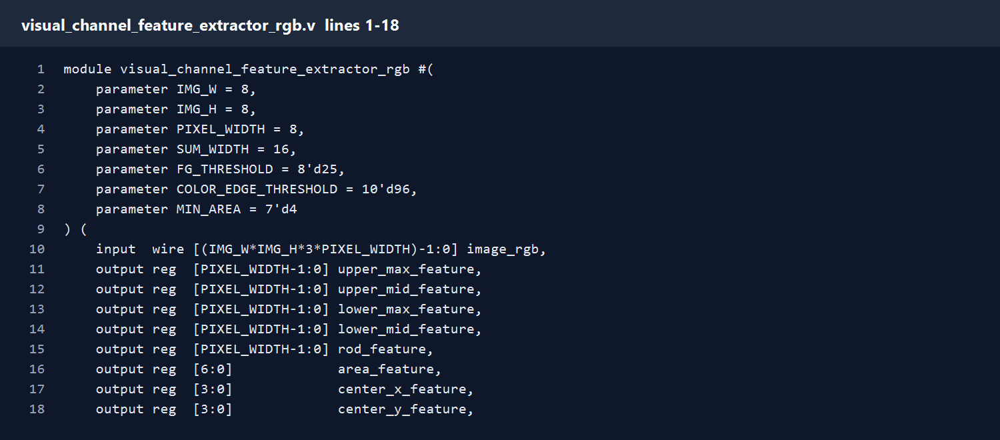 visual_channel_feature_extractor_rgb.v  lines 1-18
1  module visual_channel_feature_extractor_rgb #(
2      parameter IMG_W = 8,
3      parameter IMG_H = 8,
4      parameter PIXEL_WIDTH = 8,
5      parameter SUM_WIDTH = 16,
6      parameter FG_THRESHOLD = 8'd25,
7      parameter COLOR_EDGE_THRESHOLD = 10'd96,
8      parameter MIN_AREA = 7'd4
9  ) (
10      input  wire [(IMG_W*IMG_H*3*PIXEL_WIDTH)-1:0] image_rgb,
11      output reg  [PIXEL_WIDTH-1:0] upper_max_feature,
12      output reg  [PIXEL_WIDTH-1:0] upper_mid_feature,
13      output reg  [PIXEL_WIDTH-1:0] lower_max_feature,
14      output reg  [PIXEL_WIDTH-1:0] lower_mid_feature,
15      output reg  [PIXEL_WIDTH-1:0] rod_feature,
16      output reg  [6:0]             area_feature,
17      output reg  [3:0]             center_x_feature,
18      output reg  [3:0]             center_y_feature,